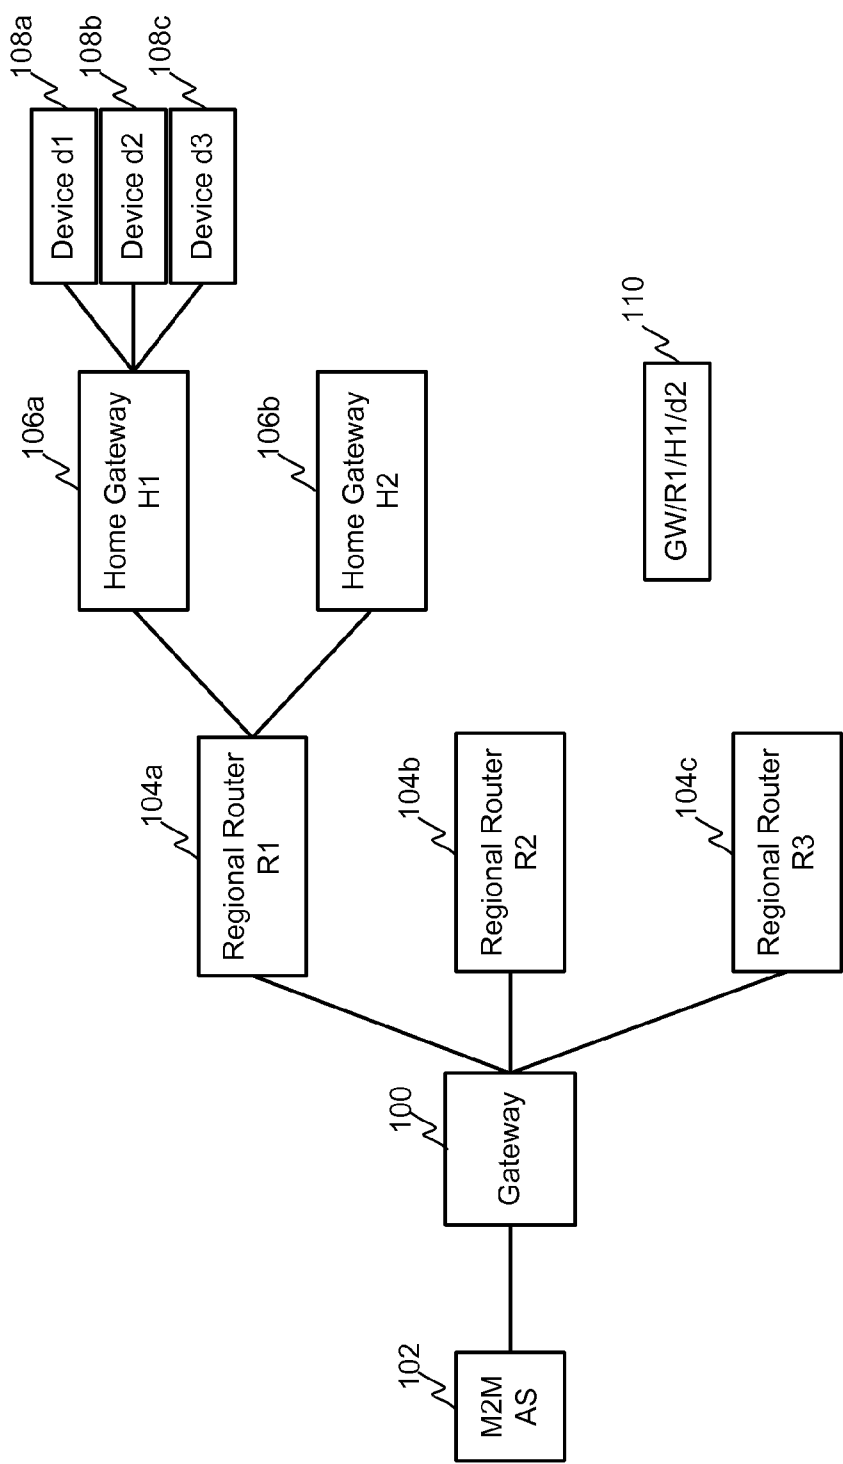 102
M2M
AS
100
Gateway
104a
Regional Router
R1
104b
Regional Router
R2
104c
Regional Router
R3
106a
Home Gateway
H1
106b
Home Gateway
H2
108a
Device d1
108b
Device d2
108c
Device d3
110
GW/R1/H1/d2